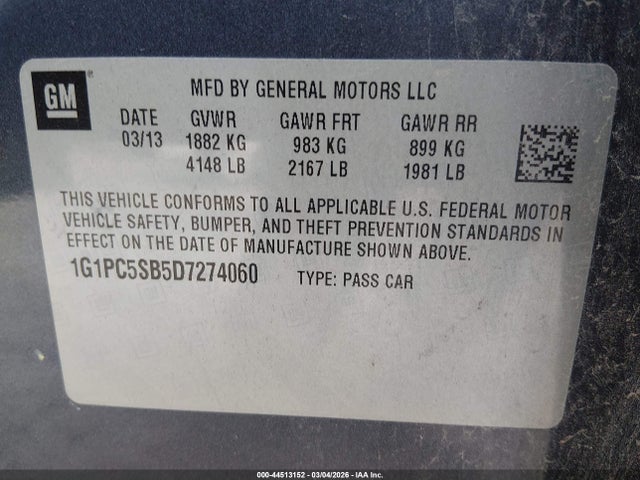 GM
MFD BY GENERAL MOTORS LLC
DATE GVWR GAWR FRT GAWR RR
03/13 1882 KG 983 KG 899 KG
4148 LB 2167 LB 1981 LB
THIS VEHICLE CONFORMS TO ALL APPLICABLE U.S. FEDERAL MOTOR
VEHICLE SAFETY, BUMPER, AND THEFT PREVENTION STANDARDS IN
EFFECT ON THE DATE OF MANUFACTURE SHOWN ABOVE.
1G1PC5SB5D7274060 TYPE: PASS CAR
000-44513152 - 03/04/2026 - IAA Inc.